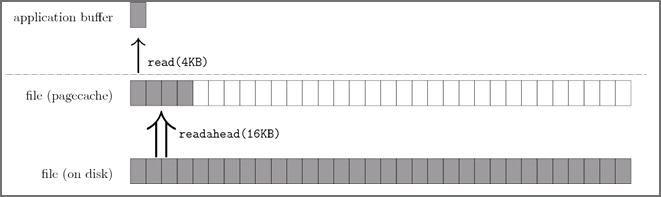 application buffer
read(4KB)
file (pagecache)
readahead(16KB)
file (on disk)